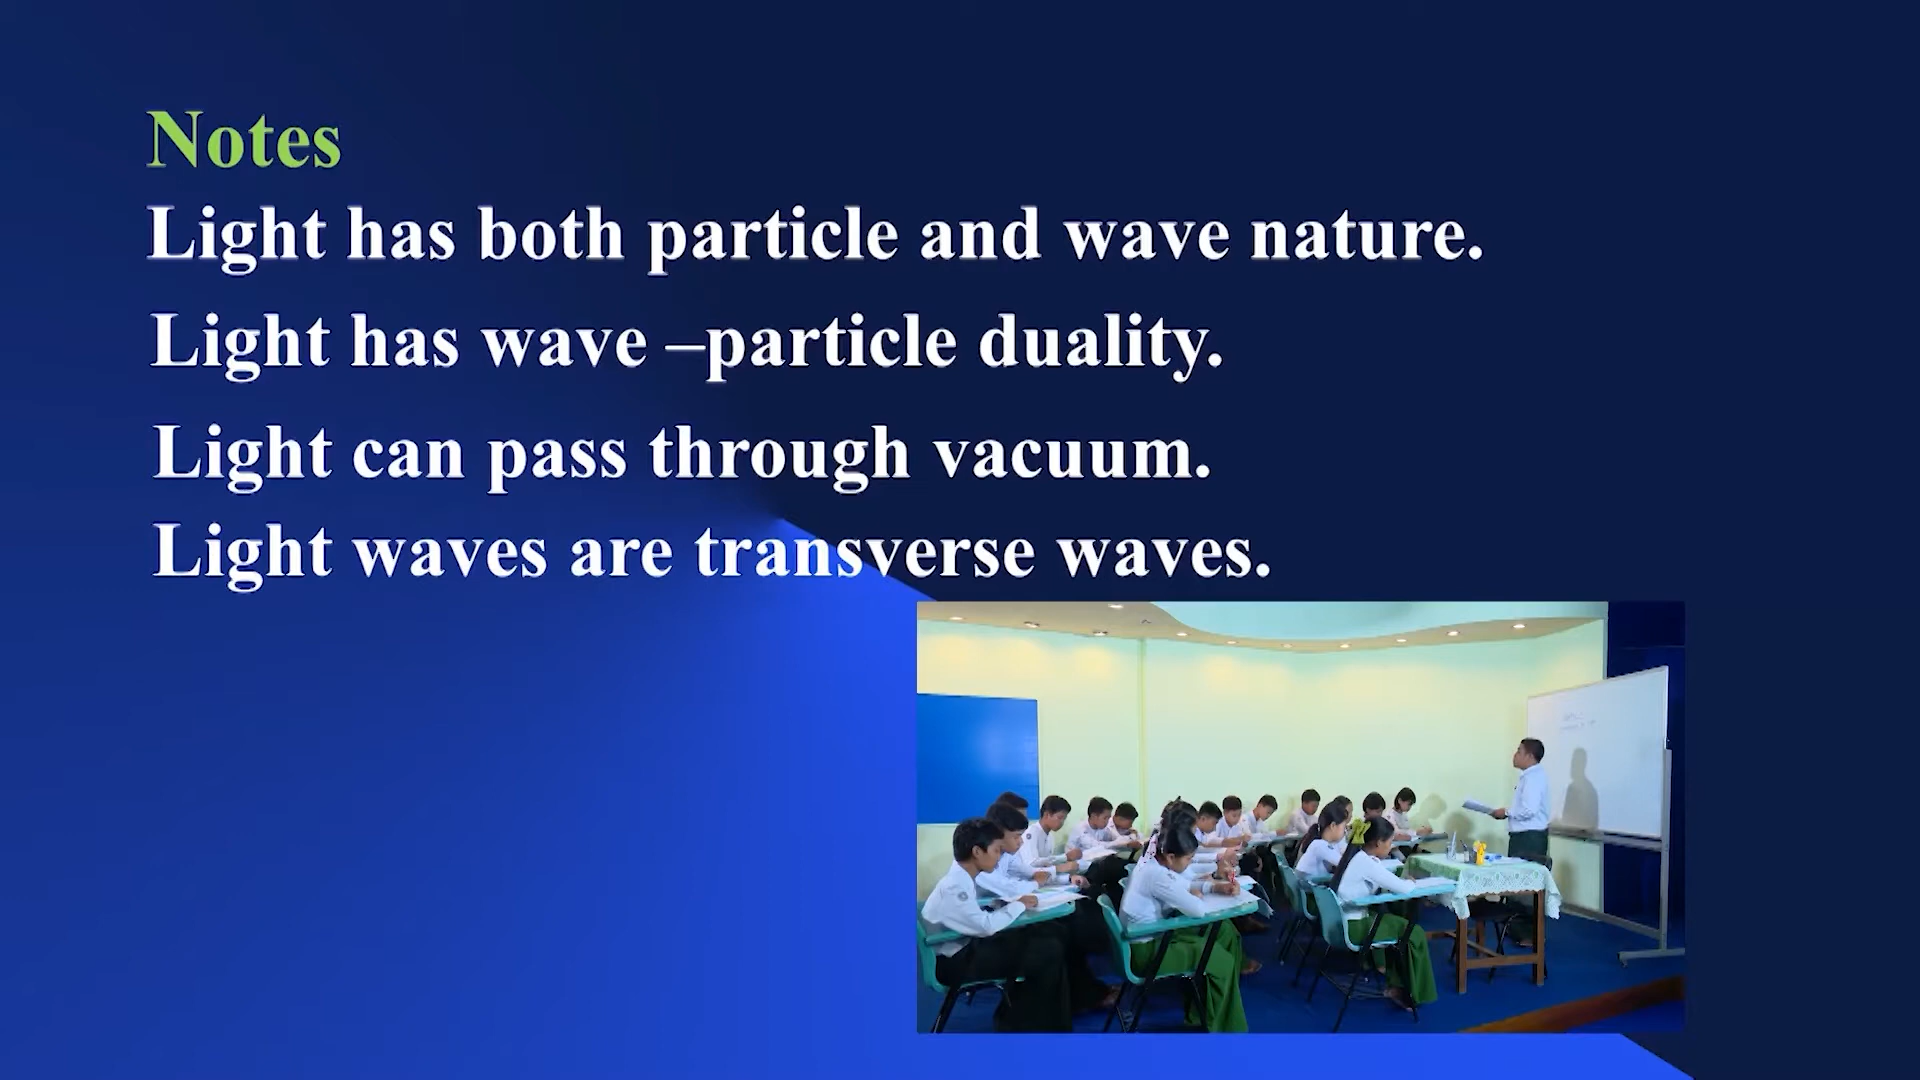 Notes
Light has both particle and wave nature.
Light has wave –particle duality.
Light can pass through vacuum.
Light waves are transverse waves.